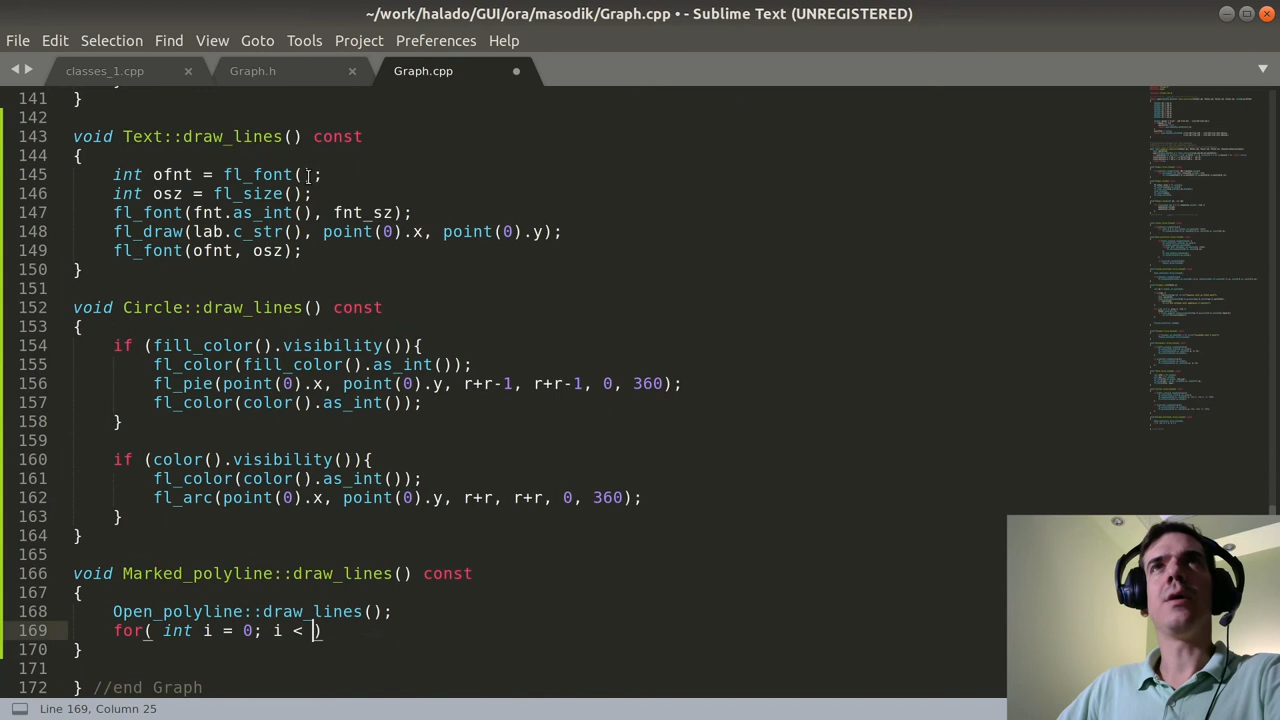 ~/work/halado/GUI/ora/masodik/Graph.cpp • - Sublime Text (UNREGISTERED)
File Edit Selection Find View Goto Tools Project Preferences Help
classes_1.cpp Graph.h Graph.cpp
141 }
142
143 void Text::draw_lines() const
144 {
145 int ofnt = fl_font();
146 int osz = fl_size();
147 fl_font(fnt.as_int(), fnt_sz);
148 fl_draw(lab.c_str(), point(0).x, point(0).y);
149 fl_font(ofnt, osz);
150 }
151
152 void Circle::draw_lines() const
153 {
154 if (fill_color().visibility()){
155 fl_color(fill_color().as_int());
156 fl_pie(point(0).x, point(0).y, r+r-1, r+r-1, 0, 360);
157 fl_color(color().as_int());
158 }
159
160 if (color().visibility()){
161 fl_color(color().as_int());
162 fl_arc(point(0).x, point(0).y, r+r, r+r, 0, 360);
163 }
164 }
165
166 void Marked_polyline::draw_lines() const
167 {
168 Open_polyline::draw_lines();
169 for( int i = 0; i < )
170 }
171
172 } //end Graph
Line 169, Column 25